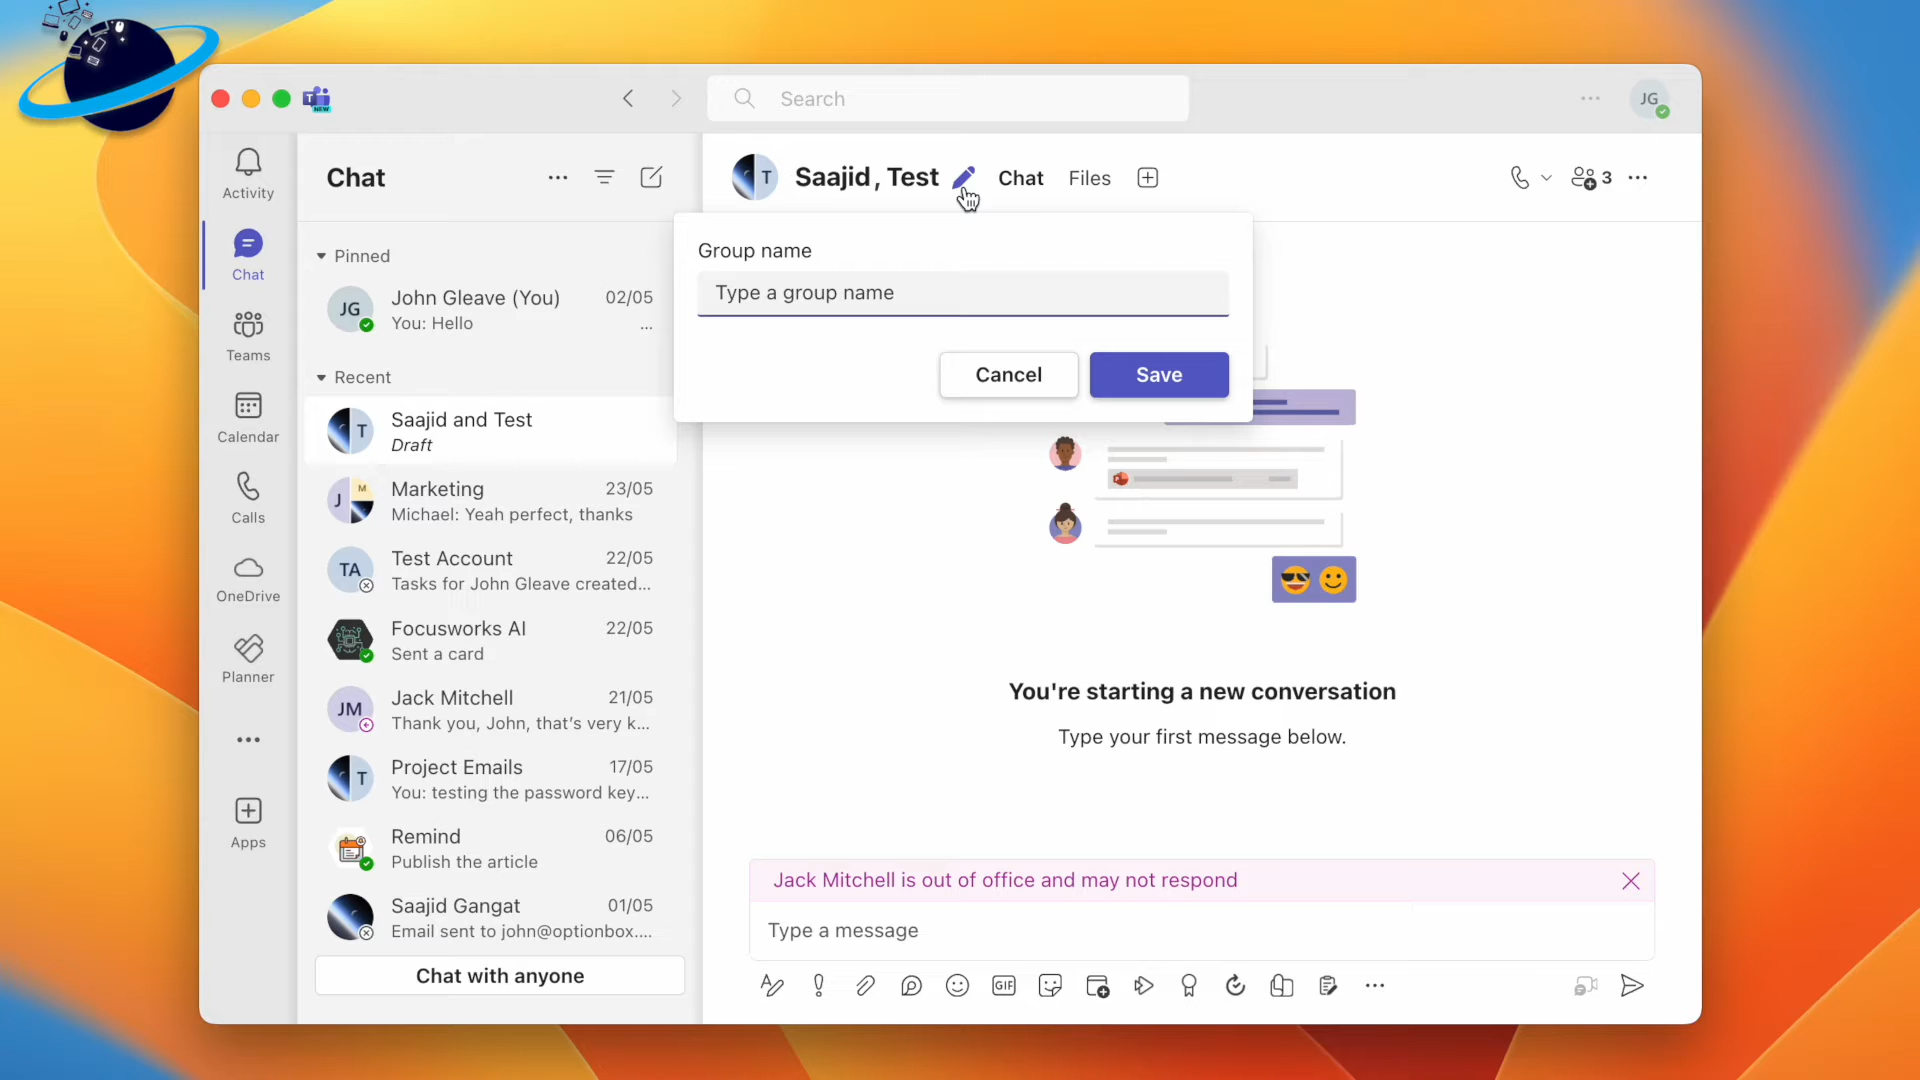 NEW
Search
JG
Activity
Chat
Teams
Calendar
Calls
OneDrive
Planner
Apps
Chat
Pinned
JG
John Gleave (You)
02/05
You: Hello
...
Recent
T
Saajid and Test
Draft
J
M
Marketing
23/05
Michael: Yeah perfect, thanks
TA
Test Account
22/05
Tasks for John Gleave created...
Focusworks AI
22/05
Sent a card
JM
Jack Mitchell
21/05
Thank you, John, that's very k...
T
Project Emails
17/05
You: testing the password key...
Remind
06/05
Publish the article
Saajid Gangat
01/05
Email sent to john@optionbox....
Chat with anyone
T
Saajid, Test
Chat
Files
3
Group name
Type a group name
Cancel
Save
You're starting a new conversation
Type your first message below.
Jack Mitchell is out of office and may not respond
Type a message
GIF